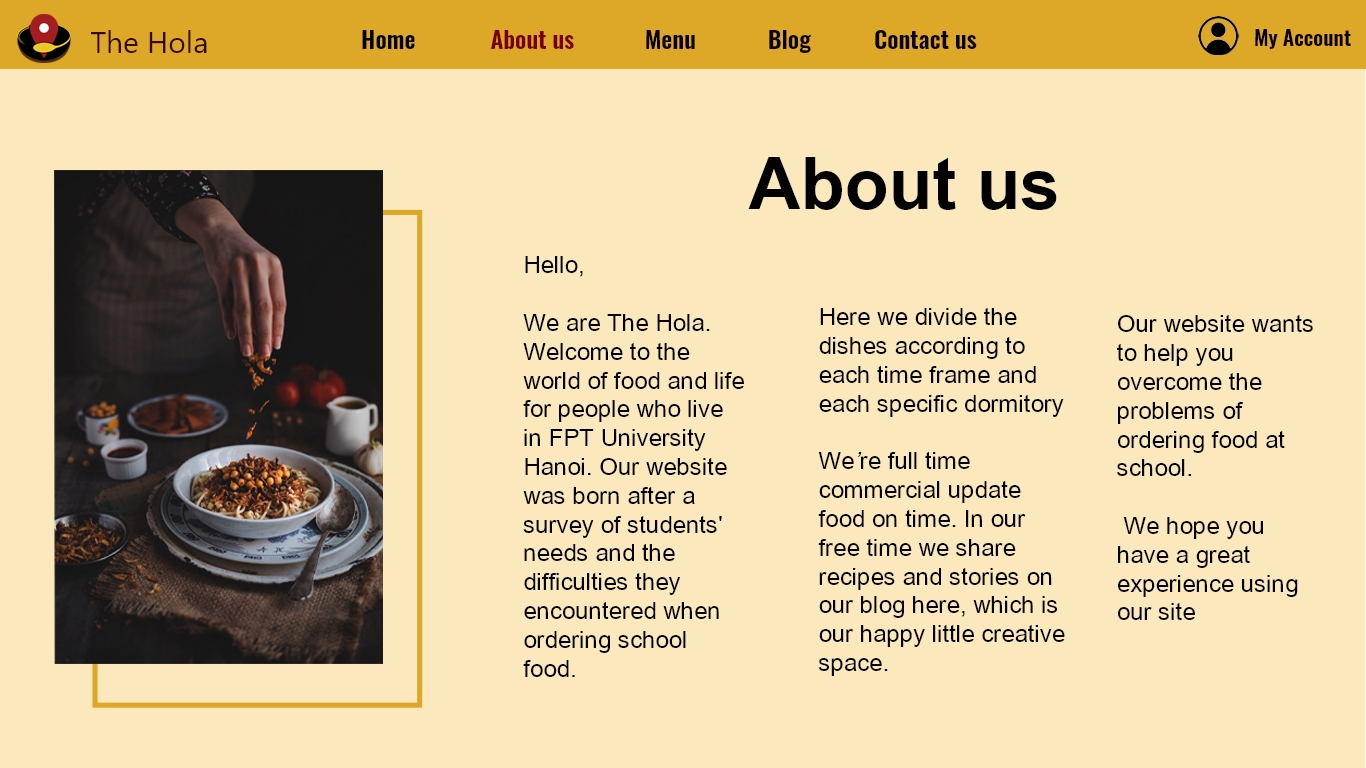 The Hola
Home
About us
Menu
Blog
Contact us
My Account
About us
Hello,
We are The Hola.
Welcome to the
world of food and life
for people who live
in FPT University
Hanoi. Our website
was born after a
survey of students'
needs and the
difficulties they
encountered when
ordering school
food.
Here we divide the
dishes according to
each time frame and
each specific dormitory
We’re full time
commercial update
food on time. In our
free time we share
recipes and stories on
our blog here, which is
our happy little creative
space.
Our website wants
to help you
overcome the
problems of
ordering food at
school.
We hope you
have a great
experience using
our site